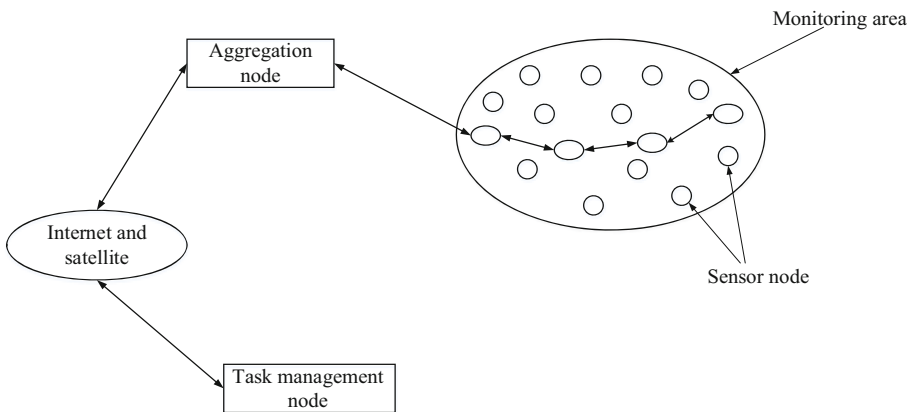 Monitoring area
Aggregation
node
Internet and
satellite
Sensor node
Task management
node